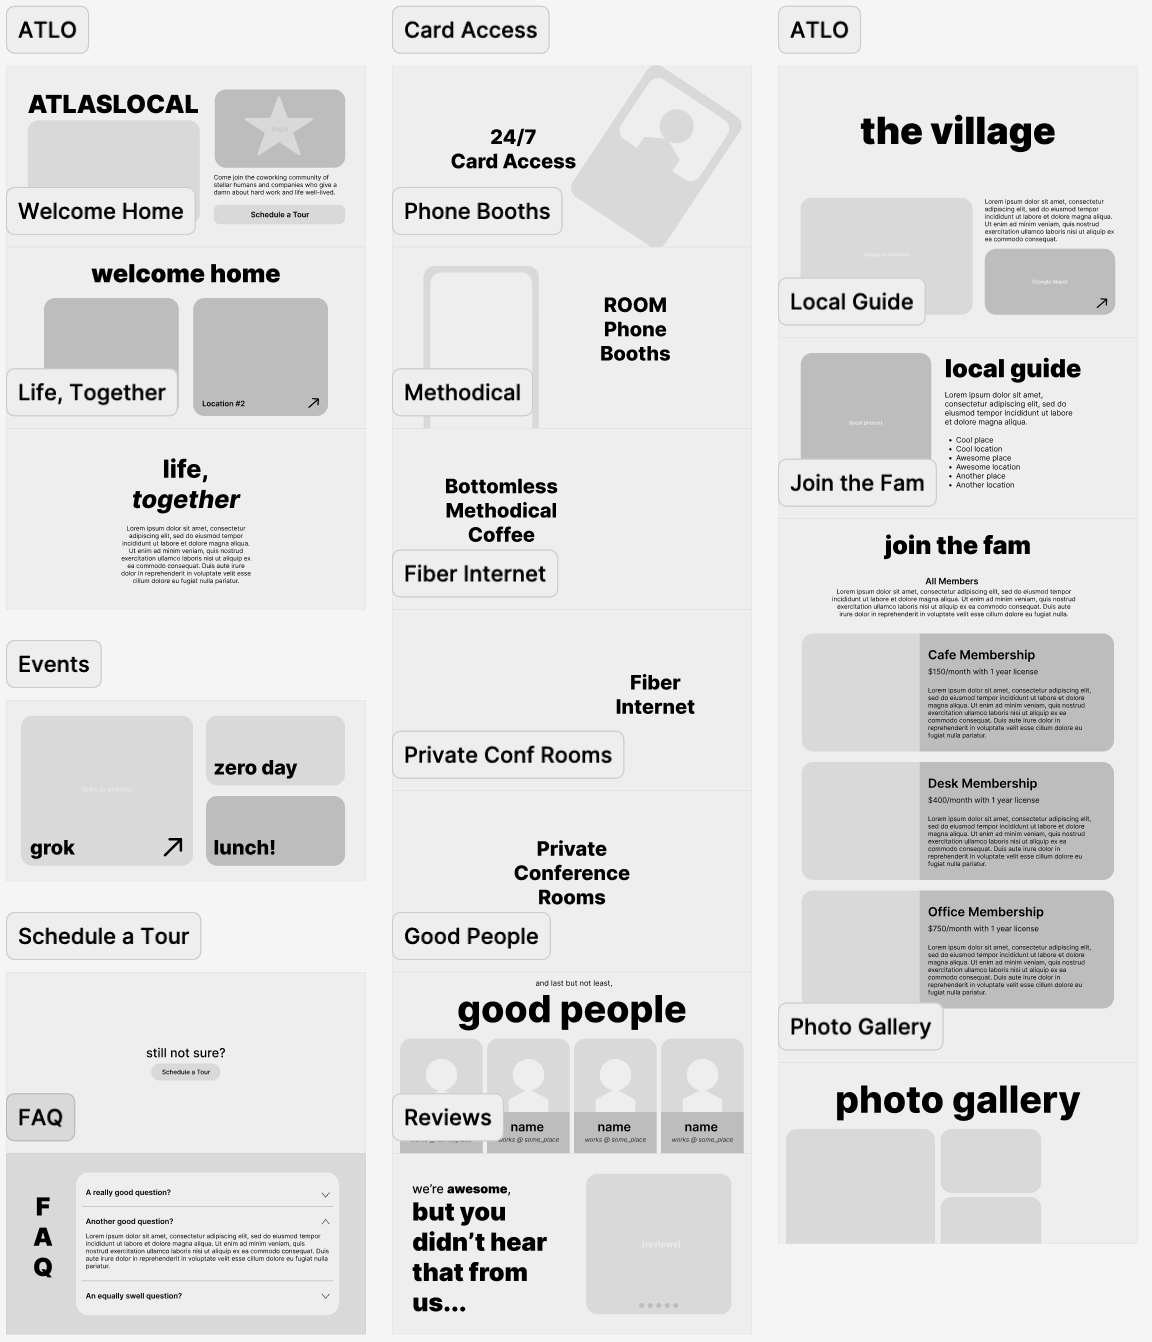 ATLO
ATLASLOCAL
Come join the coworking community of
stellar humans and companies who give a
damn about hard work and life well-lived.
Schedule a Tour
Welcome Home
welcome home
Location #2
Life, Together
life,
together
Lorem ipsum dolor sit amet, consectetur
adipiscing elit, sed do eiusmod tempor
incididunt ut labore et dolore magna aliqua.
Ut enim ad minim veniam, quis nostrud
exercitation ullamco laboris nisi ut aliquip ex
ea commodo consequat. Duis aute irure
dolor in reprehenderit in voluptate velit esse
cillum dolore eu fugiat nulla pariatur.
Events
grok
zero day
lunch!
Schedule a Tour
still not sure?
Schedule a Tour
FAQ
F
A
Q
A really good question?
Another good question?
Lorem ipsum dolor sit amet, consectetur adipiscing elit, sed do eiusmod tempor
incididunt ut labore et dolore magna aliqua. Ut enim ad minim veniam, quis
nostrud exercitation ullamco laboris nisi ut aliquip ex ea commodo consequat. Duis
aute irure dolor in reprehenderit in voluptate velit esse cillum dolore eu fugiat nulla
pariatur.
An equally swell question?
Card Access
24/7
Card Access
Phone Booths
ROOM
Phone
Booths
Methodical
Bottomless
Methodical
Coffee
Fiber Internet
Fiber
Internet
Private Conf Rooms
Private
Conference
Rooms
Good People
and last but not least,
good people
name
works @ some_place
name
works @ some_place
name
works @ some_place
Reviews
we’re awesome,
but you
didn’t hear
that from
us...
(reviews)
ATLO
the village
Lorem ipsum dolor sit amet, consectetur
adipiscing elit, sed do eiusmod tempor
incididunt ut labore et dolore magna aliqua.
Ut enim ad minim veniam, quis nostrud
exercitation ullamco laboris nisi ut aliquip ex
ea commodo consequat.
(Google Maps)
Local Guide
local guide
Lorem ipsum dolor sit amet,
consectetur adipiscing elit, sed do
eiusmod tempor incididunt ut labore
et dolore magna aliqua.
(local photos)
• Cool place
• Cool location
• Awesome place
• Awesome location
• Another place
• Another location
Join the Fam
join the fam
All Members
Lorem ipsum dolor sit amet, consectetur adipiscing elit, sed do eiusmod tempor
incididunt ut labore et dolore magna aliqua. Ut enim ad minim veniam, quis nostrud
exercitation ullamco laboris nisi ut aliquip ex ea commodo consequat. Duis aute
irure dolor in reprehenderit in voluptate velit esse cillum dolore eu fugiat nulla.
Cafe Membership
$150/month with 1 year license
Lorem ipsum dolor sit amet, consectetur adipiscing elit,
sed do eiusmod tempor incididunt ut labore et dolore
magna aliqua. Ut enim ad minim veniam, quis nostrud
exercitation ullamco laboris nisi ut aliquip ex ea
commodo consequat. Duis aute irure dolor in
reprehenderit in voluptate velit esse cillum dolore eu
fugiat nulla pariatur.
Desk Membership
$400/month with 1 year license
Lorem ipsum dolor sit amet, consectetur adipiscing elit,
sed do eiusmod tempor incididunt ut labore et dolore
magna aliqua. Ut enim ad minim veniam, quis nostrud
exercitation ullamco laboris nisi ut aliquip ex ea
commodo consequat. Duis aute irure dolor in
reprehenderit in voluptate velit esse cillum dolore eu
fugiat nulla pariatur.
Office Membership
$750/month with 1 year license
Lorem ipsum dolor sit amet, consectetur adipiscing elit,
sed do eiusmod tempor incididunt ut labore et dolore
magna aliqua. Ut enim ad minim veniam, quis nostrud
exercitation ullamco laboris nisi ut aliquip ex ea
commodo consequat. Duis aute irure dolor in
reprehenderit in voluptate velit esse cillum dolore eu
fugiat nulla pariatur.
Photo Gallery
photo gallery